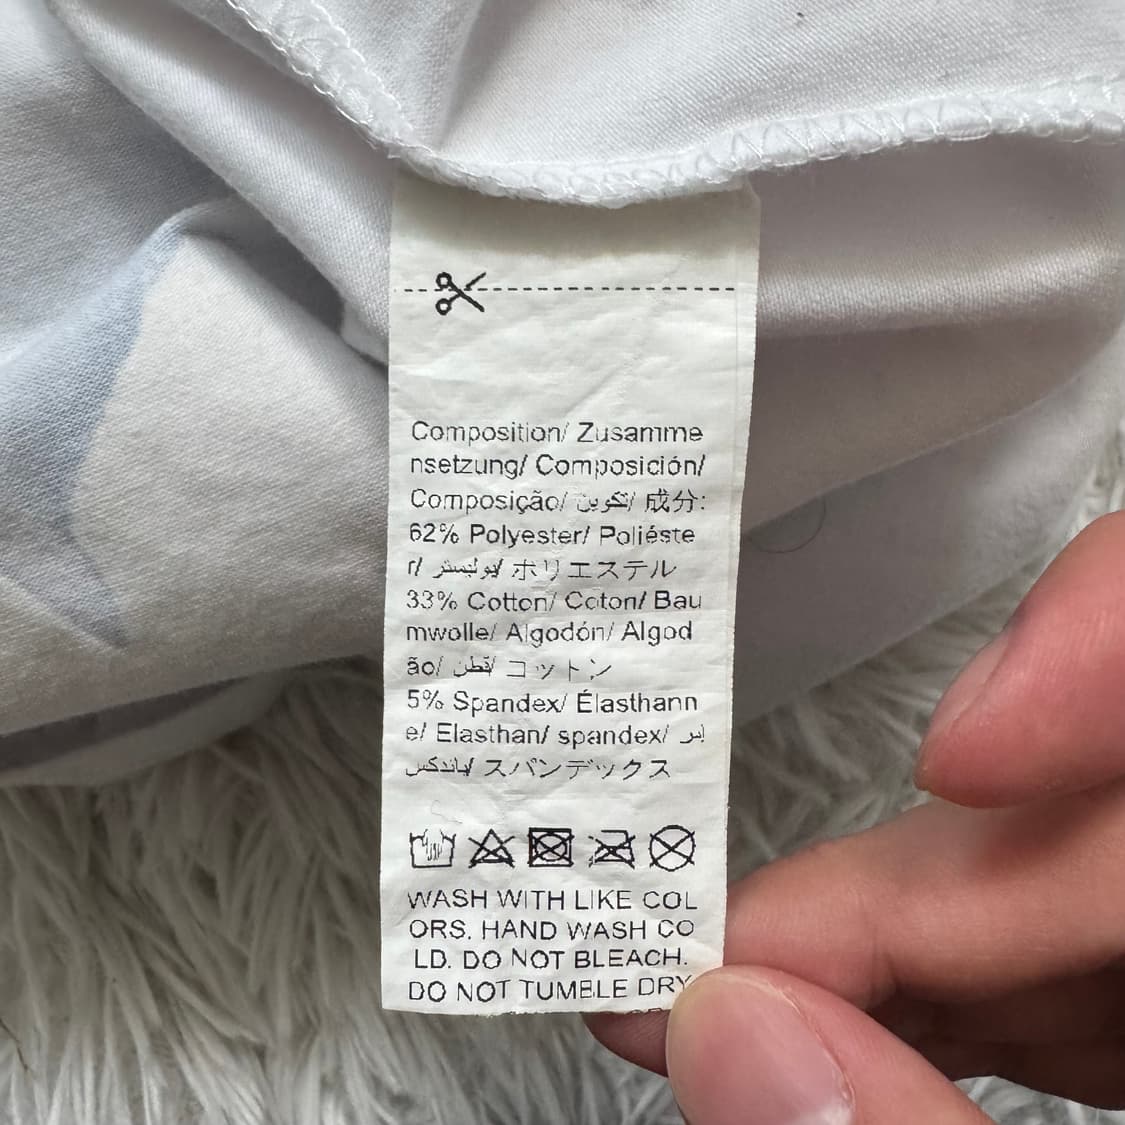 Composition/ Zusamme
nsetzung/ Composición/
Composição/ تكوين/ 成分:
62% Polyester/ Poliéste
r/ بوليستر/ ポリエステル
33% Cotton/ Coton/ Bau
mwolle/ Algodón/ Algod
ão/ قطن/ コットン
5% Spandex/ Élasthann
e/ Elasthan/ spandex/ إس
باندكس/ スパンデックス
WASH WITH LIKE COL
ORS. HAND WASH CO
LD. DO NOT BLEACH.
DO NOT TUMBLE DRY